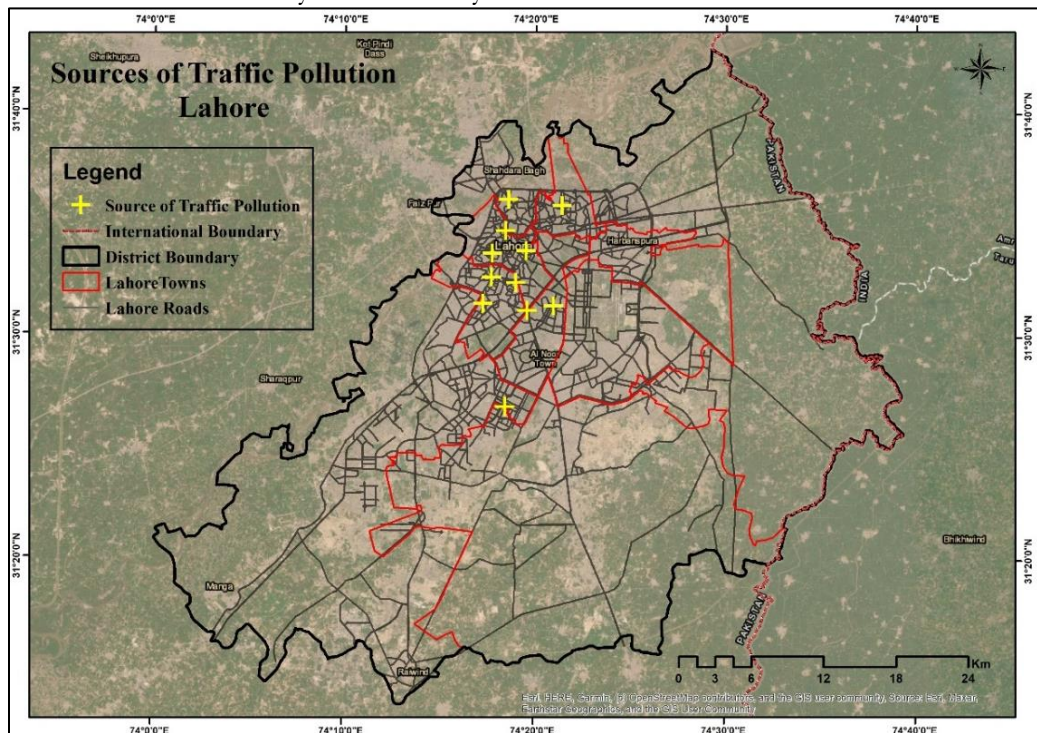 74°0'0"E 74°10'0"E 74°20'0"E 74°30'0"E 74°40'0"E
Sources of Traffic Pollution
Lahore
Legend
Source of Traffic Pollution
International Boundary
District Boundary
Lahore Towns
Lahore Roads
31°40'0"N
31°30'0"N
31°20'0"N
Sheikhupura
Kot Pindi
Dass
Shahdara Bagh
Faiz Pur
Lahore
Harbanspura
Al Noor
Town
Sharaqpur
Manga
Raiwind
PAKISTAN
INDIA
Amr
Taru
Bhikhiwind
PAKISTAN
31°40'0"N
31°30'0"N
31°20'0"N
Km
0 3 6 12 18 24
Esri, HERE, Garmin, (c) OpenStreetMap contributors, and the GIS user community, Source: Esri, Maxar,
Earthstar Geographics, and the GIS User Community
74°0'0"E 74°10'0"E 74°20'0"E 74°30'0"E 74°40'0"E